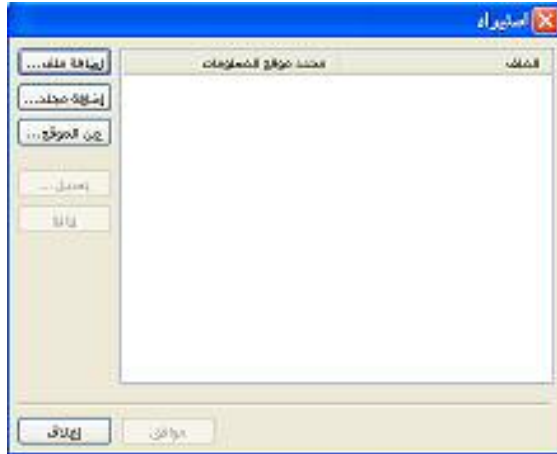 استيراد
الملف
محدد موقع المعلومات
إضافة ملف...
إضافة مجلد...
من الموقع...
تعديل...
إزالة
موافق
إغلاق